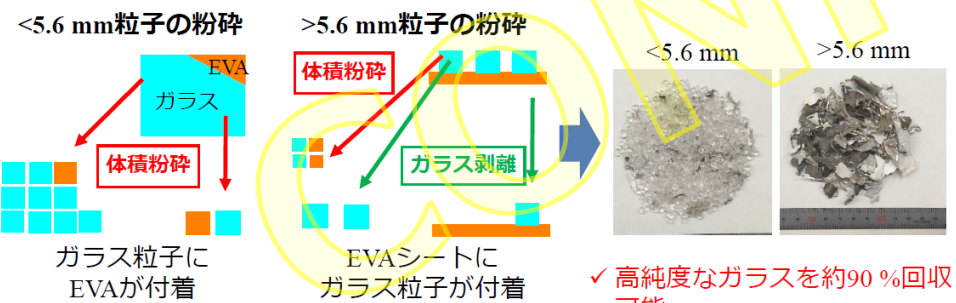 <5.6 mm粒子の粉砕
EVA
ガラス
体積粉砕
ガラス粒子に
EVAが付着
>5.6 mm粒子の粉砕
体積粉砕
ガラス剥離
EVAシートに
ガラス粒子が付着
<5.6 mm
>5.6 mm
✓ 高純度なガラスを約90 %回収
可能
COM